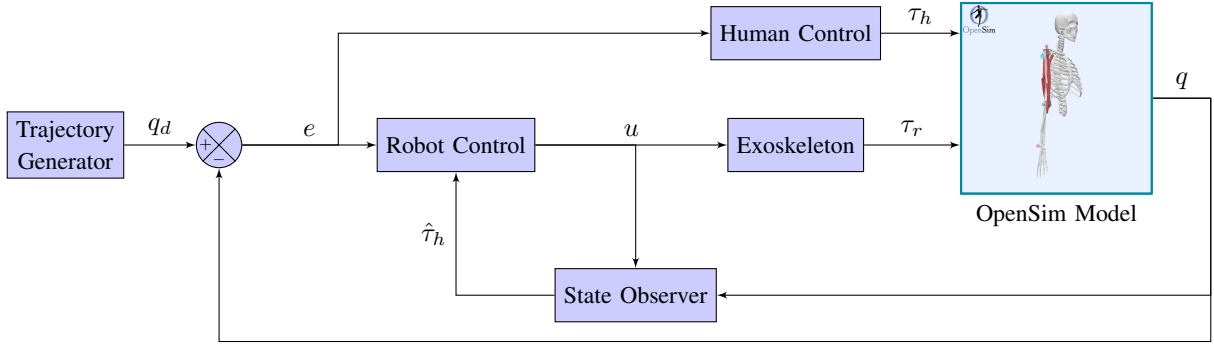 Human Control
τ_h
OpenSim
q
Trajectory
Generator
q_d
+
−
e
Robot Control
u
Exoskeleton
τ_r
OpenSim Model
τ̂_h
State Observer